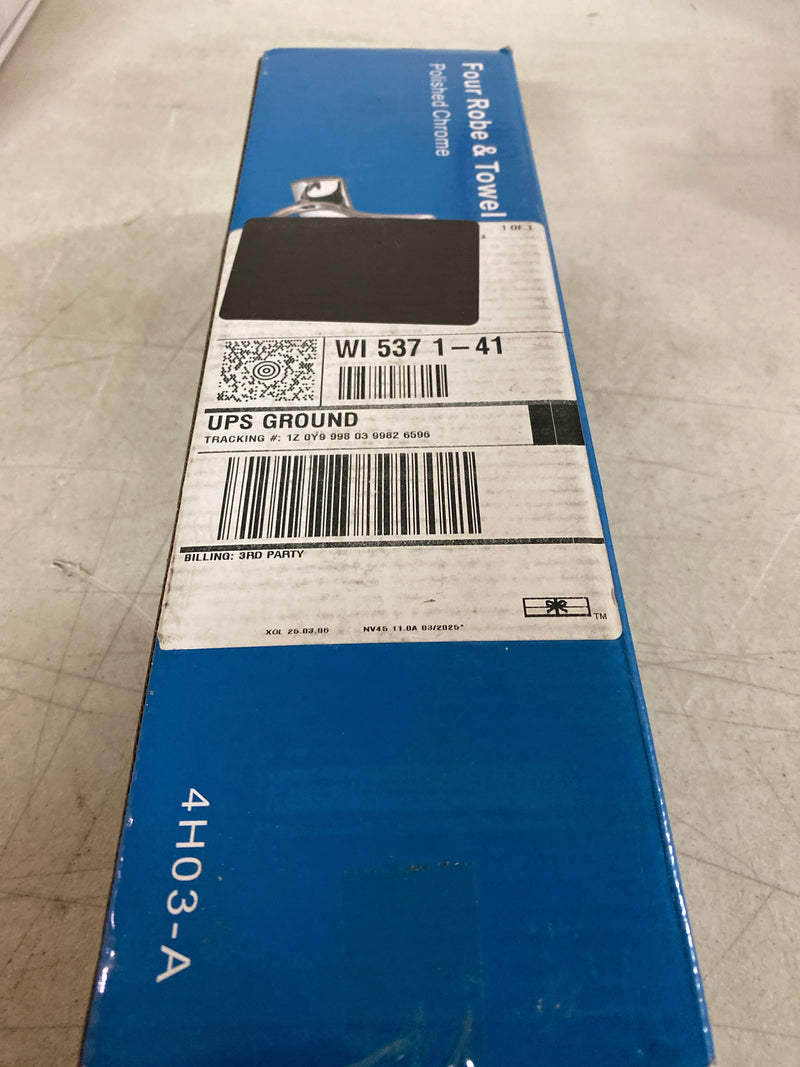 Four Robe & Towel
Polished Chrome
1 OF 1
WI 537 1-41
UPS GROUND
TRACKING #: 1Z 0Y9 998 03 9982 6596
BILLING: 3RD PARTY
TM
XOL 25.03.06 NV45 11.0A 03/2025*
4H03-A